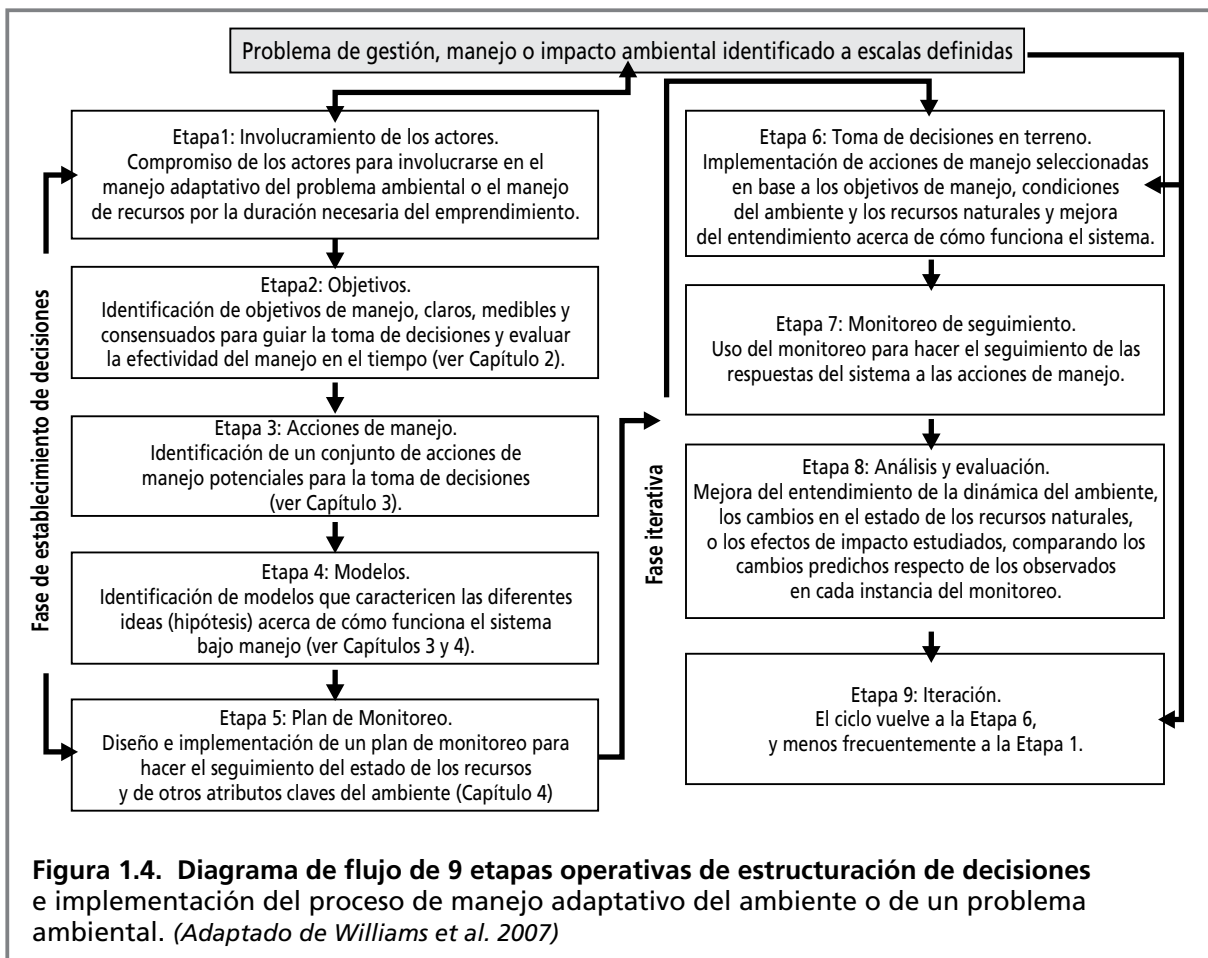 Problema de gestión, manejo o impacto ambiental identificado a escalas definidas
Fase de establecimiento de decisiones
Etapa1: Involucramiento de los actores.
Compromiso de los actores para involucrarse en el
manejo adaptativo del problema ambiental o el manejo
de recursos por la duración necesaria del emprendimiento.
Etapa2: Objetivos.
Identificación de objetivos de manejo, claros, medibles y
consensuados para guiar la toma de decisiones y evaluar
la efectividad del manejo en el tiempo (ver Capítulo 2).
Etapa 3: Acciones de manejo.
Identificación de un conjunto de acciones de
manejo potenciales para la toma de decisiones
(ver Capítulo 3).
Etapa 4: Modelos.
Identificación de modelos que caractericen las diferentes
ideas (hipótesis) acerca de cómo funciona el sistema
bajo manejo (ver Capítulos 3 y 4).
Etapa 5: Plan de Monitoreo.
Diseño e implementación de un plan de monitoreo para
hacer el seguimiento del estado de los recursos
y de otros atributos claves del ambiente (Capítulo 4)
Fase iterativa
Etapa 6: Toma de decisiones en terreno.
Implementación de acciones de manejo seleccionadas
en base a los objetivos de manejo, condiciones
del ambiente y los recursos naturales y mejora
del entendimiento acerca de cómo funciona el sistema.
Etapa 7: Monitoreo de seguimiento.
Uso del monitoreo para hacer el seguimiento de las
respuestas del sistema a las acciones de manejo.
Etapa 8: Análisis y evaluación.
Mejora del entendimiento de la dinámica del ambiente,
los cambios en el estado de los recursos naturales,
o los efectos de impacto estudiados, comparando los
cambios predichos respecto de los observados
en cada instancia del monitoreo.
Etapa 9: Iteración.
El ciclo vuelve a la Etapa 6,
y menos frecuentemente a la Etapa 1.
Figura 1.4. Diagrama de flujo de 9 etapas operativas de estructuración de decisiones
e implementación del proceso de manejo adaptativo del ambiente o de un problema
ambiental. (Adaptado de Williams et al. 2007)